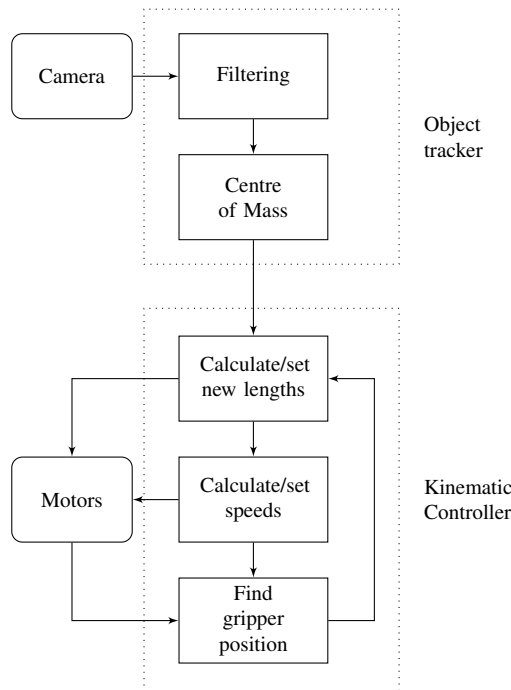 Camera
Filtering
Object
tracker
Centre
of Mass
Calculate/set
new lengths
Motors
Calculate/set
speeds
Kinematic
Controller
Find
gripper
position